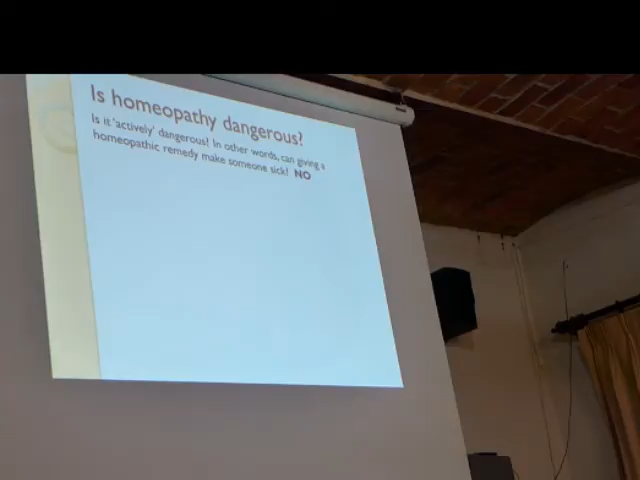 Is homeopathy dangerous?
Is it 'actively' dangerous? In other words, can giving a
homeopathic remedy make someone sick? NO